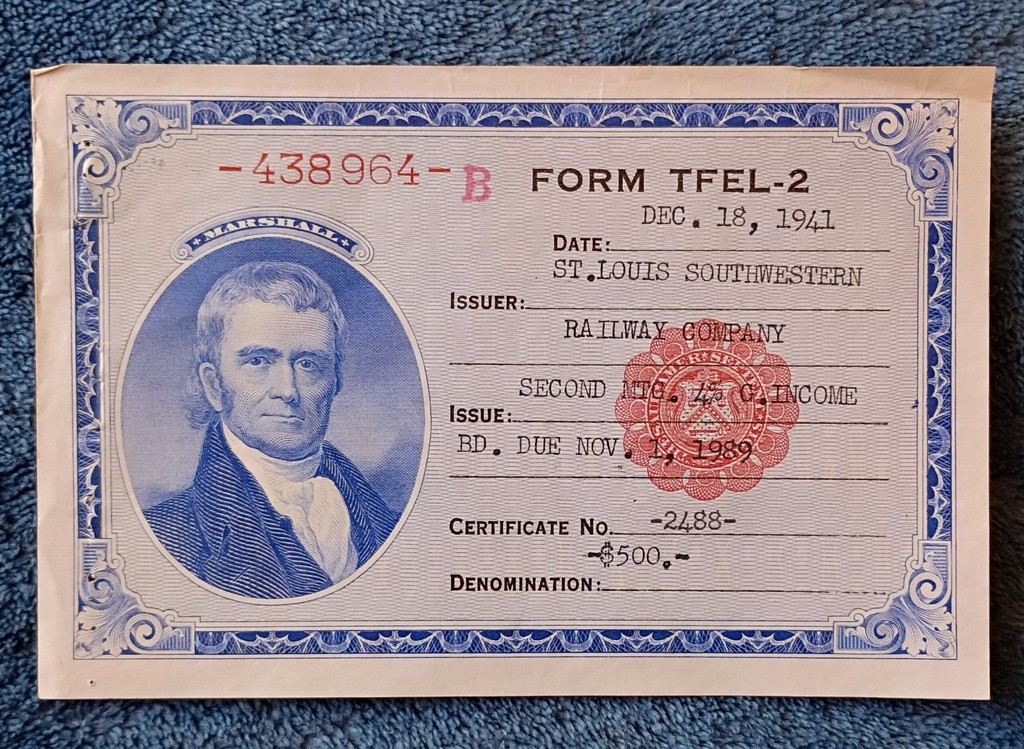 -438964- B
FORM TFEL-2
MARSHALL
DEC. 18, 1941
DATE:
ST.LOUIS SOUTHWESTERN
ISSUER:
RAILWAY COMPANY
SECOND MTG. 4% G.INCOME
ISSUE:
BD. DUE NOV. 1, 1989
CERTIFICATE NO. -2488-
-$500.-
DENOMINATION: